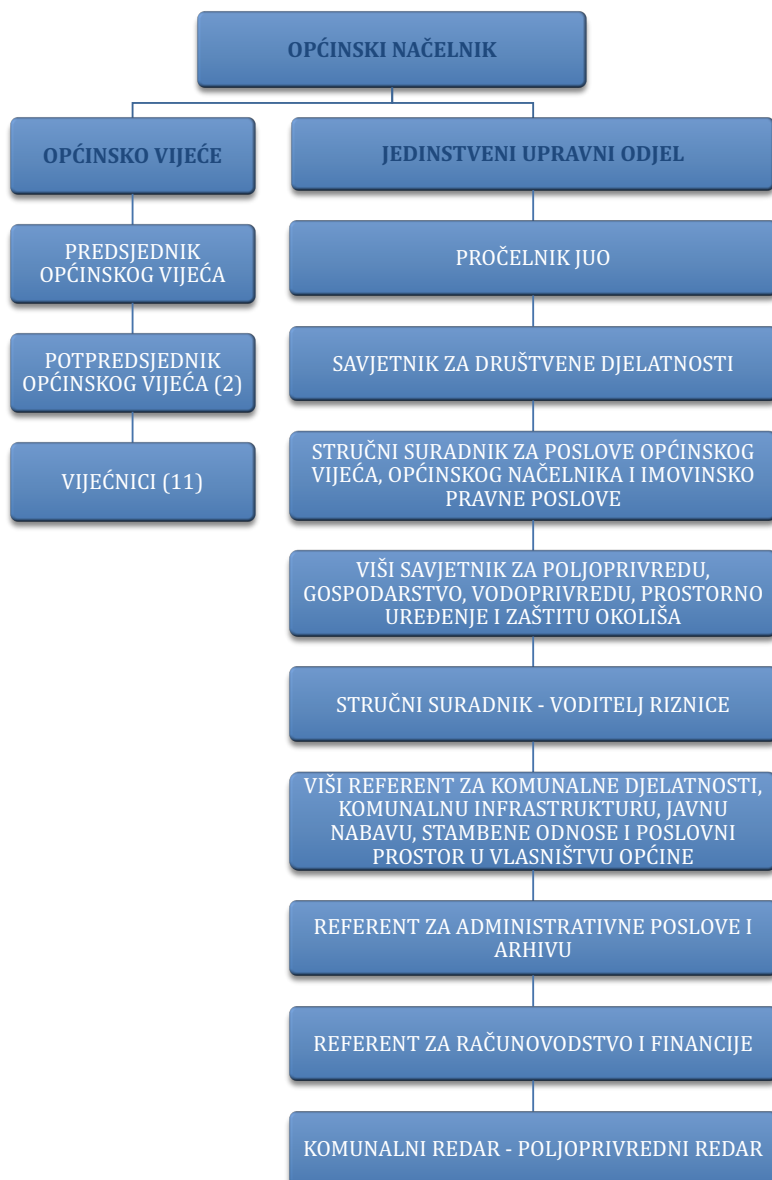 OPĆINSKI NAČELNIK
OPĆINSKO VIJEĆE
PREDSJEDNIK
OPĆINSKOG VIJEĆA
POTPREDSJEDNIK
OPĆINSKOG VIJEĆA (2)
VIJEĆNICI (11)
JEDINSTVENI UPRAVNI ODJEL
PROČELNIK JUO
SAVJETNIK ZA DRUŠTVENE DJELATNOSTI
STRUČNI SURADNIK ZA POSLOVE OPĆINSKOG
VIJEĆA, OPĆINSKOG NAČELNIKA I IMOVINSKO
PRAVNE POSLOVE
VIŠI SAVJETNIK ZA POLJOPRIVREDU,
GOSPODARSTVO, VODOPRIVREDU, PROSTORNO
UREĐENJE I ZAŠTITU OKOLIŠA
STRUČNI SURADNIK - VODITELJ RIZNICE
VIŠI REFERENT ZA KOMUNALNE DJELATNOSTI,
KOMUNALNU INFRASTRUKTURU, JAVNU
NABAVU, STAMBENE ODNOSE I POSLOVNI
PROSTOR U VLASNIŠTVU OPĆINE
REFERENT ZA ADMINISTRATIVNE POSLOVE I
ARHIVU
REFERENT ZA RAČUNOVODSTVO I FINANCIJE
KOMUNALNI REDAR - POLJOPRIVREDNI REDAR